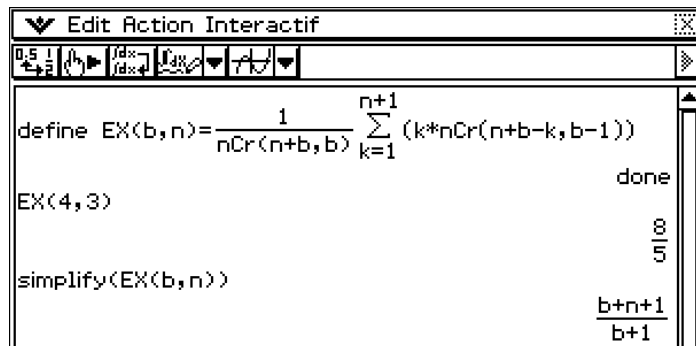 Edit Action Interactif
define EX(b,n)=1/nCr(n+b,b) n+1∑k=1 (k*nCr(n+b-k,b-1))
done
EX(4,3)
8/5
simplify(EX(b,n))
b+n+1/b+1